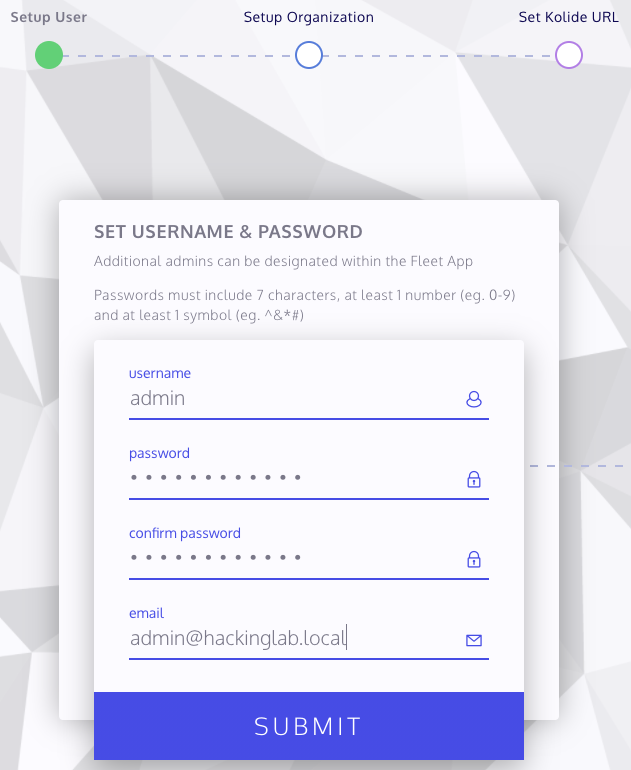 Setup User
Setup Organization
Set Kolide URL
SET USERNAME & PASSWORD
Additional admins can be designated within the Fleet App
Passwords must include 7 characters, at least 1 number (eg. 0-9)
and at least 1 symbol (eg. ^&*#)
username
admin
password
••••••••••••
confirm password
••••••••••••
email
admin@hackinglab.local
SUBMIT